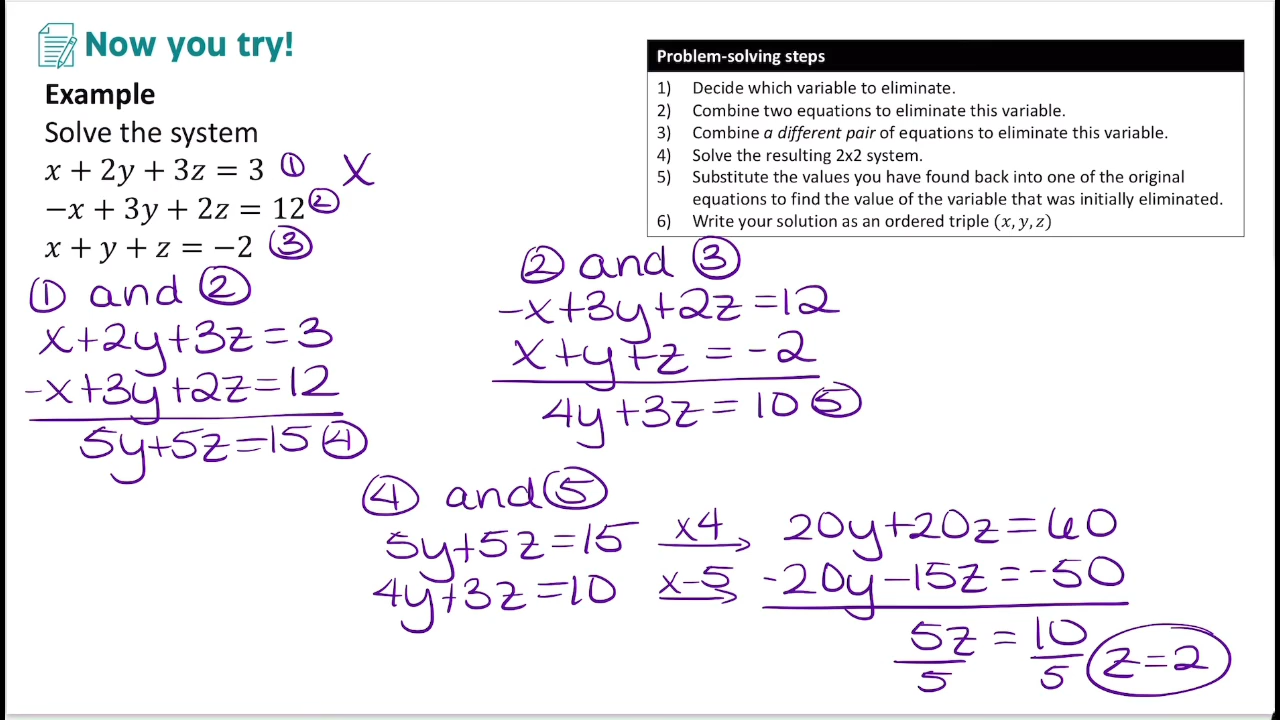 Now you try!
Example
Solve the system
x + 2y + 3z = 3 ① X
−x + 3y + 2z = 12 ②
x + y + z = −2 ③
Problem-solving steps
1) Decide which variable to eliminate.
2) Combine two equations to eliminate this variable.
3) Combine a different pair of equations to eliminate this variable.
4) Solve the resulting 2x2 system.
5) Substitute the values you have found back into one of the original
equations to find the value of the variable that was initially eliminated.
6) Write your solution as an ordered triple (x, y, z)
① and ②
x+2y+3z=3
-x+3y+2z=12
5y+5z=15 ④
② and ③
-x+3y+2z=12
x+y+z=-2
4y+3z=10 ⑤
④ and ⑤
5y+5z=15 x4 → 20y+20z=60
4y+3z=10 x-5 → -20y-15z=-50
5z = 10
5 5
z=2